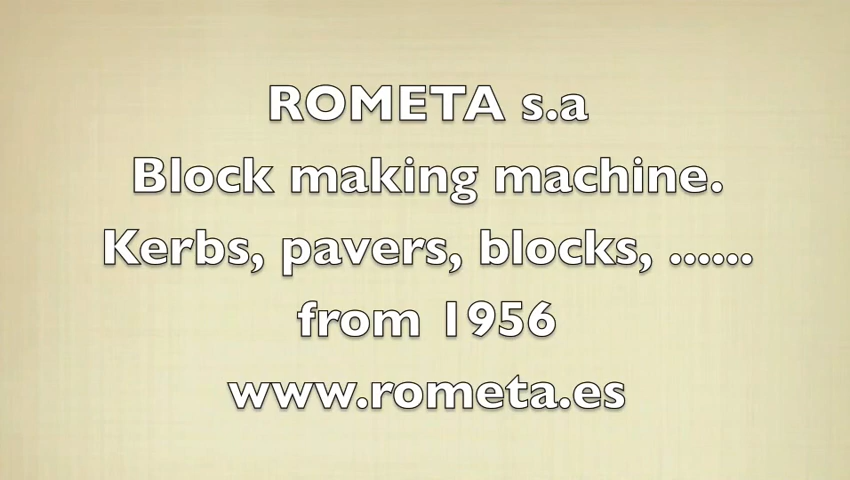 ROMETA s.a
Block making machine.
Kerbs, pavers, blocks, ......
from 1956
www.rometa.es